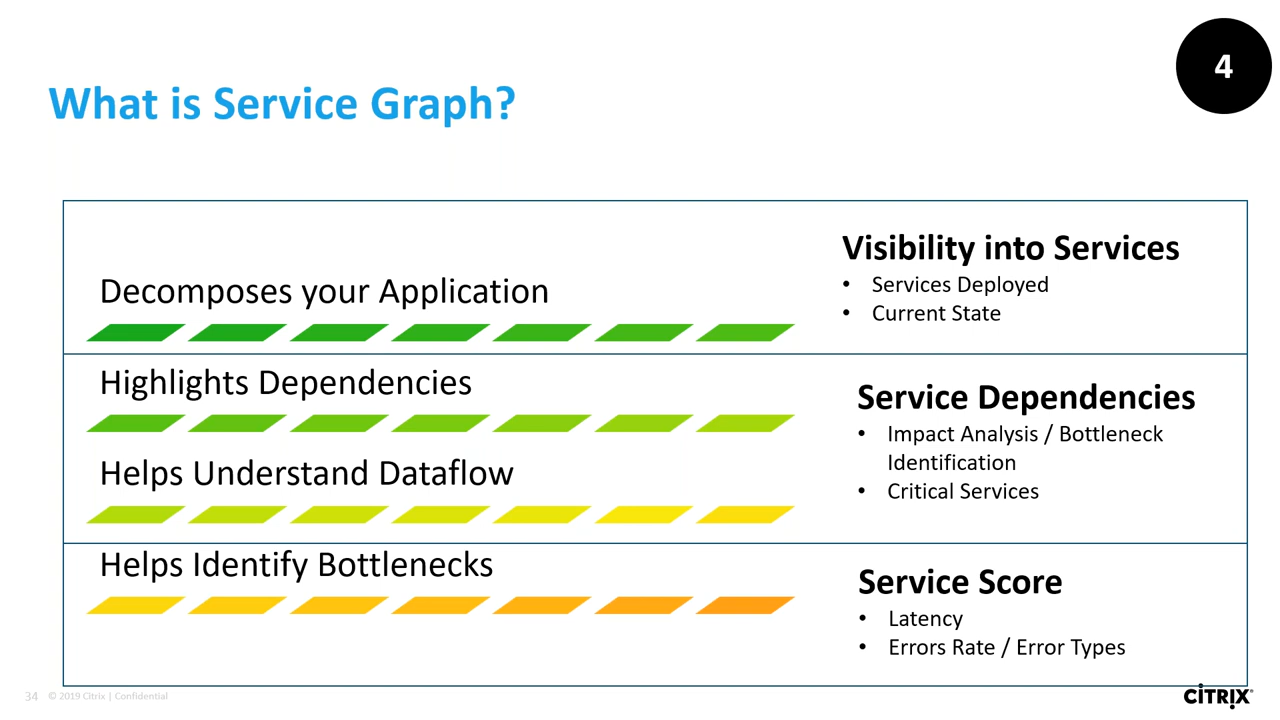 4
What is Service Graph?
Decomposes your Application
Visibility into Services
• Services Deployed
• Current State
Highlights Dependencies
Helps Understand Dataflow
Service Dependencies
• Impact Analysis / Bottleneck
Identification
• Critical Services
Helps Identify Bottlenecks
Service Score
• Latency
• Errors Rate / Error Types
34 © 2019 Citrix | Confidential
CİTRİX®